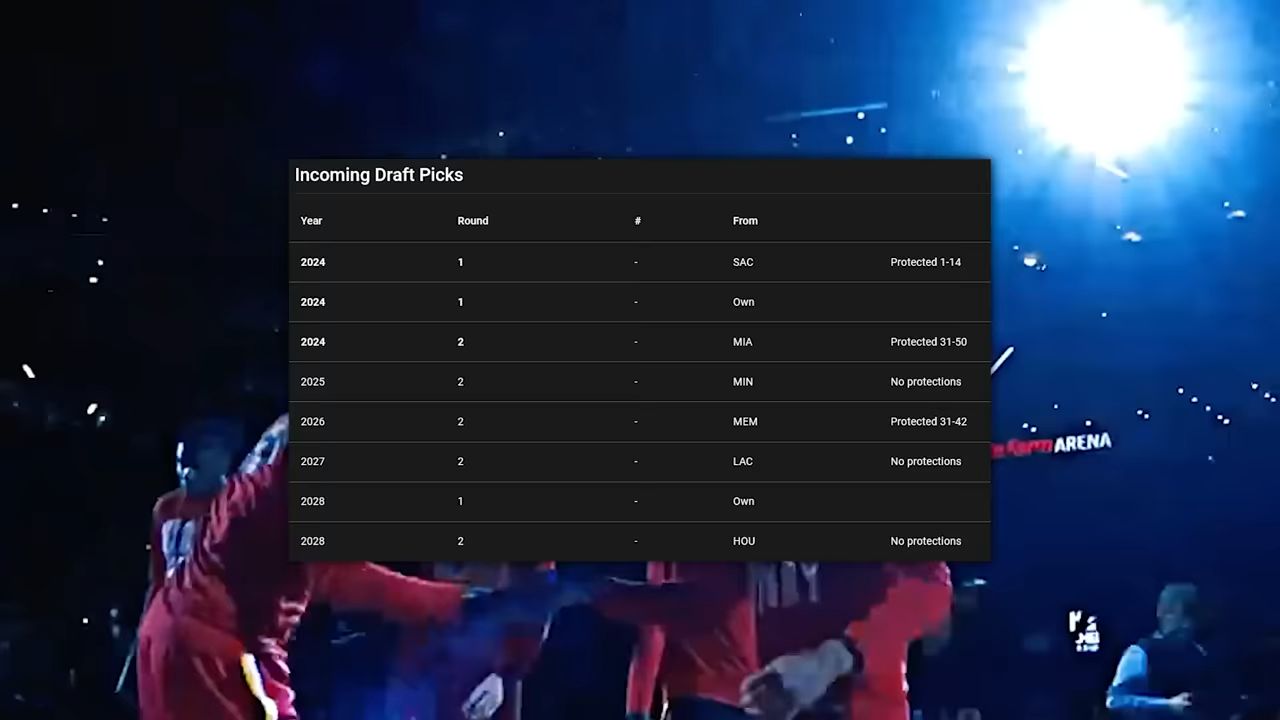 Incoming Draft Picks
Year Round # From
2024 1 - SAC Protected 1-14
2024 1 - Own
2024 2 - MIA Protected 31-50
2025 2 - MIN No protections
2026 2 - MEM Protected 31-42
2027 2 - LAC No protections
2028 1 - Own
2028 2 - HOU No protections
ARENA